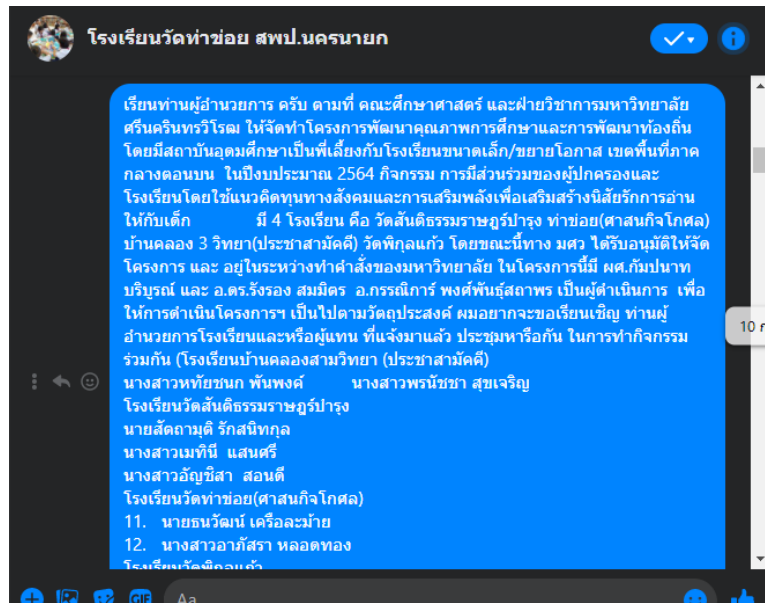 โรงเรียนวัดท่าข่อย สพป.นครนายก
เรียนท่านผู้อำนวยการ ครับ ตามที่ คณะศึกษาศาสตร์ และฝ่ายวิชาการมหาวิทยาลัย
ศรีนครินทรวิโรฒ ให้จัดทำโครงการพัฒนาคุณภาพการศึกษาและการพัฒนาท้องถิ่น
โดยมีสถาบันอุดมศึกษาเป็นพี่เลี้ยงกับโรงเรียนขนาดเล็ก/ขยายโอกาส เขตพื้นที่ภาค
กลางตอนบน ในปีงบประมาณ 2564 กิจกรรม การมีส่วนร่วมของผู้ปกครองและ
โรงเรียนโดยใช้แนวคิดทุนทางสังคมและการเสริมพลังเพื่อเสริมสร้างนิสัยรักการอ่าน
ให้กับเด็ก มี 4 โรงเรียน คือ วัดสันติธรรมราษฎร์บำรุง ท่าข่อย(ศาสนกิจโกศล)
บ้านคลอง 3 วิทยา(ประชาสามัคคี) วัดพิกุลแก้ว โดยขณะนี้ทาง มศว ได้รับอนุมัติให้จัด
โครงการ และ อยู่ในระหว่างทำคำสั่งของมหาวิทยาลัย ในโครงการนี้มี ผศ.กัมปนาท
บริบูรณ์ และ อ.ดร.รังรอง สมมิตร อ.กรรณิการ์ พงศ์พันธุ์สถาพร เป็นผู้ดำเนินการ เพื่อ
ให้การดำเนินโครงการฯ เป็นไปตามวัตถุประสงค์ ผมอยากจะขอเรียนเชิญ ท่านผู้
อำนวยการโรงเรียนและหรือผู้แทน ที่แจ้งมาแล้ว ประชุมหารือกัน ในการทำกิจกรรม
ร่วมกัน (โรงเรียนบ้านคลองสามวิทยา (ประชาสามัคคี)
นางสาวหทัยชนก พันพงค์ นางสาวพรนัชชา สุขเจริญ
โรงเรียนวัดสันติธรรมราษฎร์บำรุง
นายสัตถามุติ รักสนิทกุล
นางสาวเมทินี แสนศรี
นางสาวอัญชิสา สอนดี
โรงเรียนวัดท่าข่อย(ศาสนกิจโกศล)
11. นายธนวัฒน์ เครือละม้าย
12. นางสาวอาภัสรา หลอดทอง
โรงเรียนวัดพิกุลแก้ว
10 ก
GIF
Aa